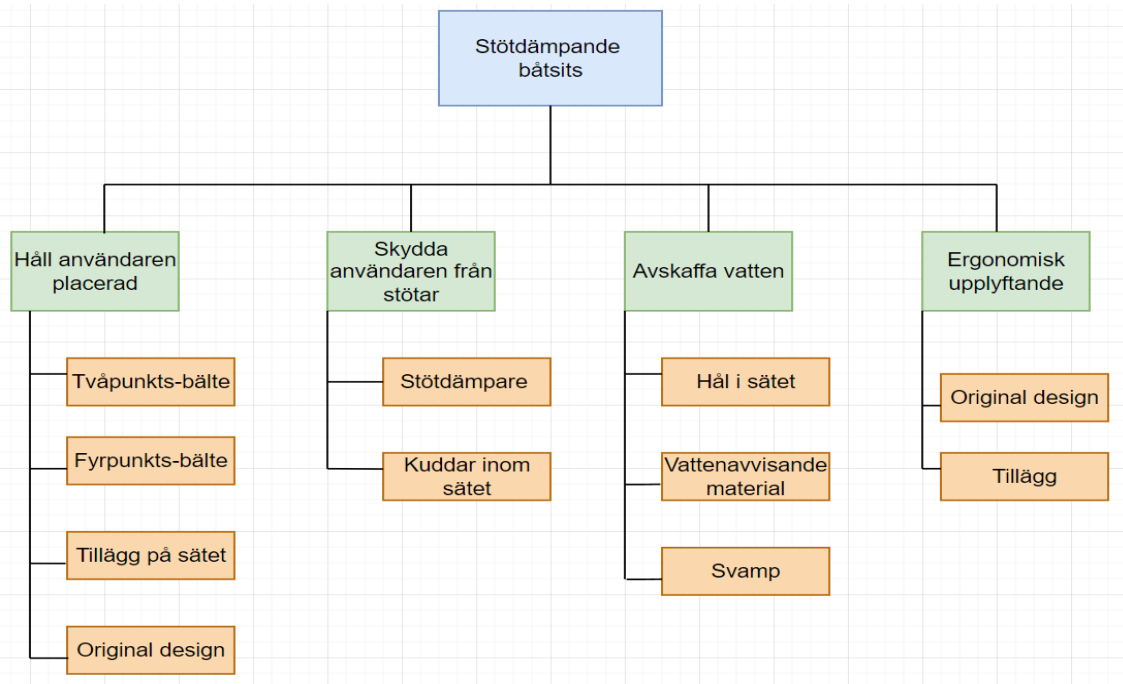 Stötdämpande
båtsits
Håll användaren
placerad
Skydda
användaren från
stötar
Avskaffa vatten
Ergonomisk
upplyftande
Tvåpunkts-bälte
Fyrpunkts-bälte
Tillägg på sätet
Original design
Stötdämpare
Kuddar inom
sätet
Hål i sätet
Vattenavvisande
material
Svamp
Original design
Tillägg